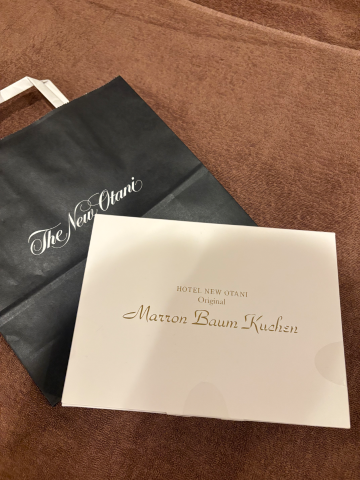 The New Otani
HOTEL NEW OTANI
Original
Marron Baum Kuchen